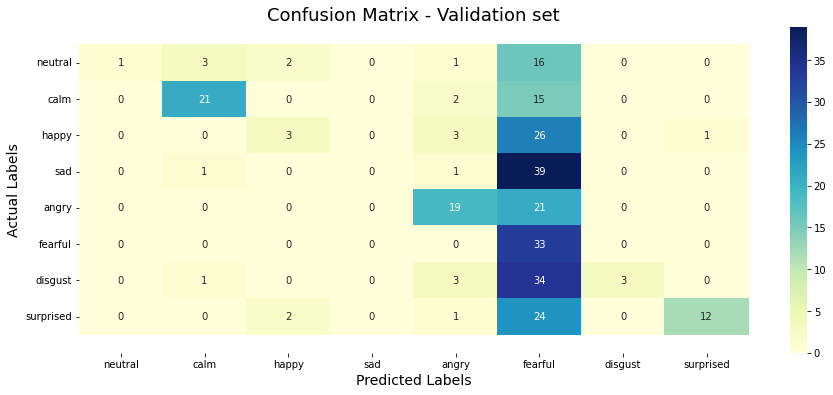 Confusion Matrix - Validation set
neutral 1 3 2 0 1 16 0 0
calm 0 21 0 0 2 15 0 0
happy 0 0 3 0 3 26 0 1
sad 0 1 0 0 1 39 0 0
angry 0 0 0 0 19 21 0 0
fearful 0 0 0 0 0 33 0 0
disgust 0 1 0 0 3 34 3 0
surprised 0 0 2 0 1 24 0 12
neutral calm happy sad angry fearful disgust surprised
Actual Labels
Predicted Labels
35
30
25
20
15
10
5
0